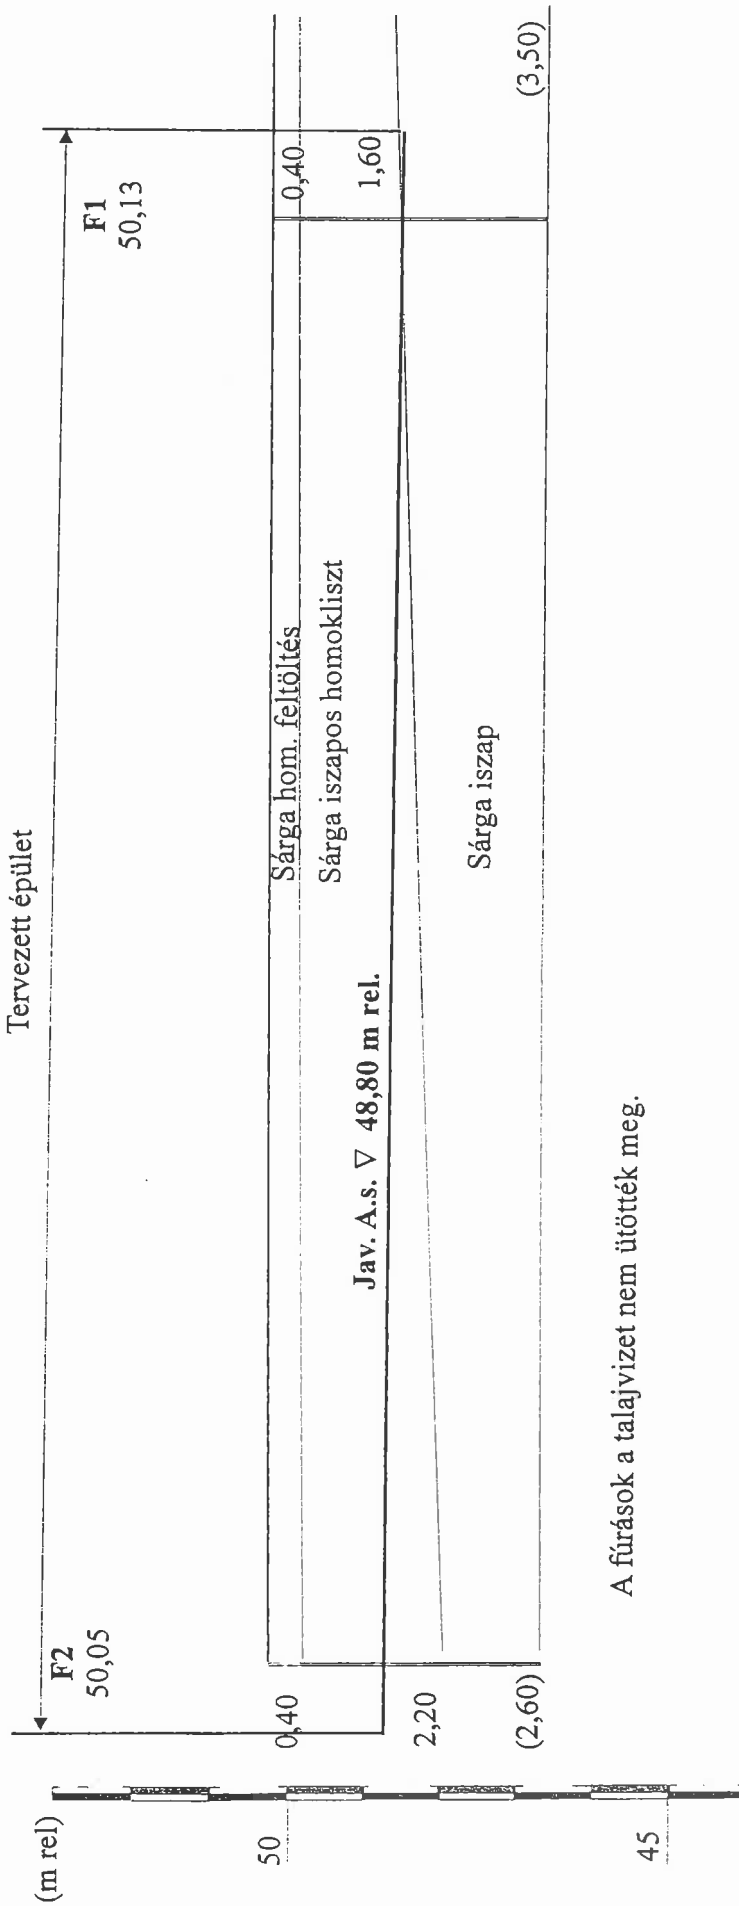 Tervezett épület
(m rel)
F2
50,05
F1
50,13
50
0,40
Sárga hom. feltöltés
0,40
Sárga iszapos homokliszt
Jav. A.s. ▽ 48,80 m rel.
1,60
2,20
Sárga iszap
(2,60)
(3,50)
45
A fúrások a talajvizet nem ütötték meg.